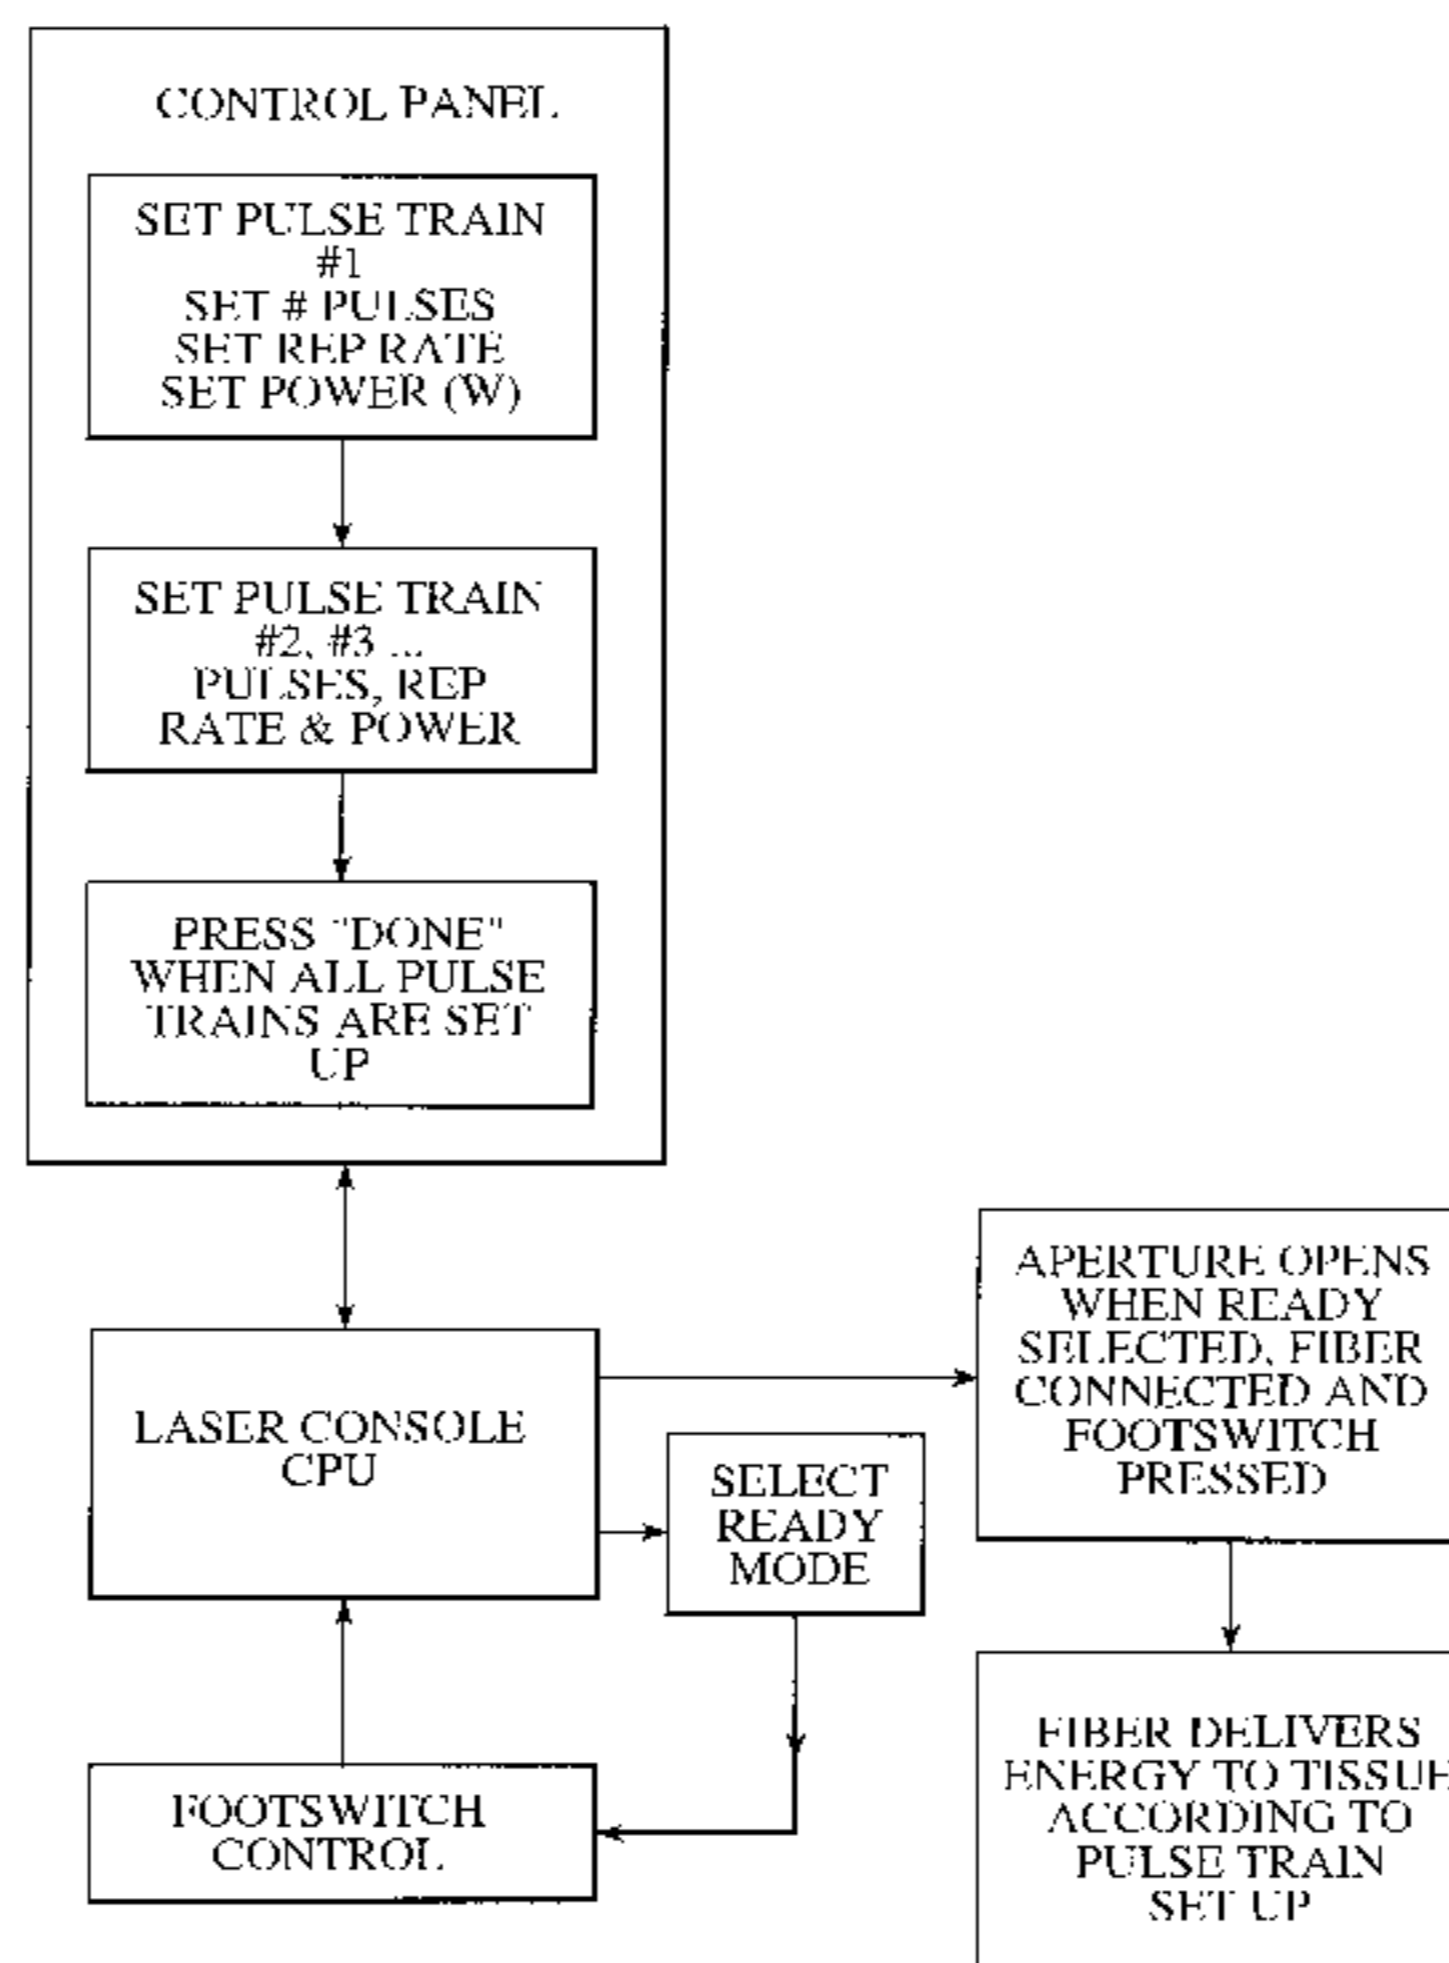 CONTROL PANEL
SET PULSE TRAIN
#1
SET # PULSES
SET REP RATE
SET POWER (W)
SET PULSE TRAIN
#2, #3 ...
PULSES, REP
RATE & POWER
PRESS "DONE"
WHEN ALL PULSE
TRAINS ARE SET
UP
LASER CONSOLE
CPU
SELECT
READY
MODE
FOOTSWITCH
CONTROL
APERTURE OPENS
WHEN READY
SELECTED, FIBER
CONNECTED AND
FOOTSWITCH
PRESSED
FIBER DELIVERS
ENERGY TO TISSUE
ACCORDING TO
PULSE TRAIN
SET UP